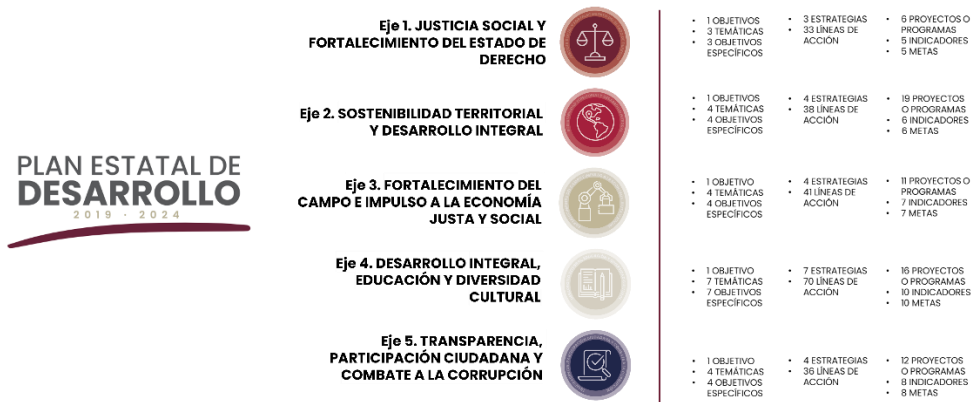 PLAN ESTATAL DE
DESARROLLO
2019 · 2024
Eje 1. JUSTICIA SOCIAL Y
FORTALECIMIENTO DEL ESTADO DE
DERECHO
• 1 OBJETIVOS
• 3 TEMÁTICAS
• 3 OBJETIVOS
ESPECÍFICOS
• 3 ESTRATEGIAS
• 33 LÍNEAS DE
ACCIÓN
• 6 PROYECTOS O
PROGRAMAS
• 5 INDICADORES
• 5 METAS
Eje 2. SOSTENIBILIDAD TERRITORIAL
Y DESARROLLO INTEGRAL
• 1 OBJETIVOS
• 4 TEMÁTICAS
• 4 OBJETIVOS
ESPECÍFICOS
• 4 ESTRATEGIAS
• 38 LÍNEAS DE
ACCIÓN
• 19 PROYECTOS
O PROGRAMAS
• 6 INDICADORES
• 6 METAS
Eje 3. FORTALECIMIENTO DEL
CAMPO E IMPULSO A LA ECONOMÍA
JUSTA Y SOCIAL
• 1 OBJETIVO
• 4 TEMÁTICAS
• 4 OBJETIVOS
ESPECÍFICOS
• 4 ESTRATEGIAS
• 41 LÍNEAS DE
ACCIÓN
• 11 PROYECTOS O
PROGRAMAS
• 7 INDICADORES
• 7 METAS
Eje 4. DESARROLLO INTEGRAL,
EDUCACIÓN Y DIVERSIDAD
CULTURAL
• 1 OBJETIVO
• 7 TEMÁTICAS
• 7 OBJETIVOS
ESPECÍFICOS
• 7 ESTRATEGIAS
• 70 LÍNEAS DE
ACCIÓN
• 16 PROYECTOS
O PROGRAMAS
• 10 INDICADORES
• 10 METAS
Eje 5. TRANSPARENCIA,
PARTICIPACIÓN CIUDADANA Y
COMBATE A LA CORRUPCIÓN
• 1 OBJETIVO
• 4 TEMÁTICAS
• 4 OBJETIVOS
ESPECÍFICOS
• 4 ESTRATEGIAS
• 36 LÍNEAS DE
ACCIÓN
• 12 PROYECTOS
O PROGRAMAS
• 8 INDICADORES
• 8 METAS